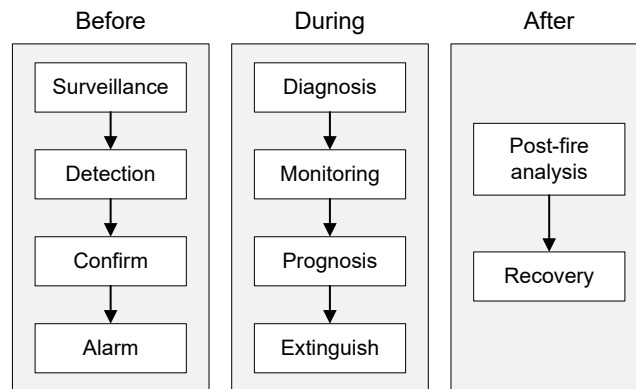 Before
Surveillance
Detection
Confirm
Alarm
During
Diagnosis
Monitoring
Prognosis
Extinguish
After
Post-fire
analysis
Recovery